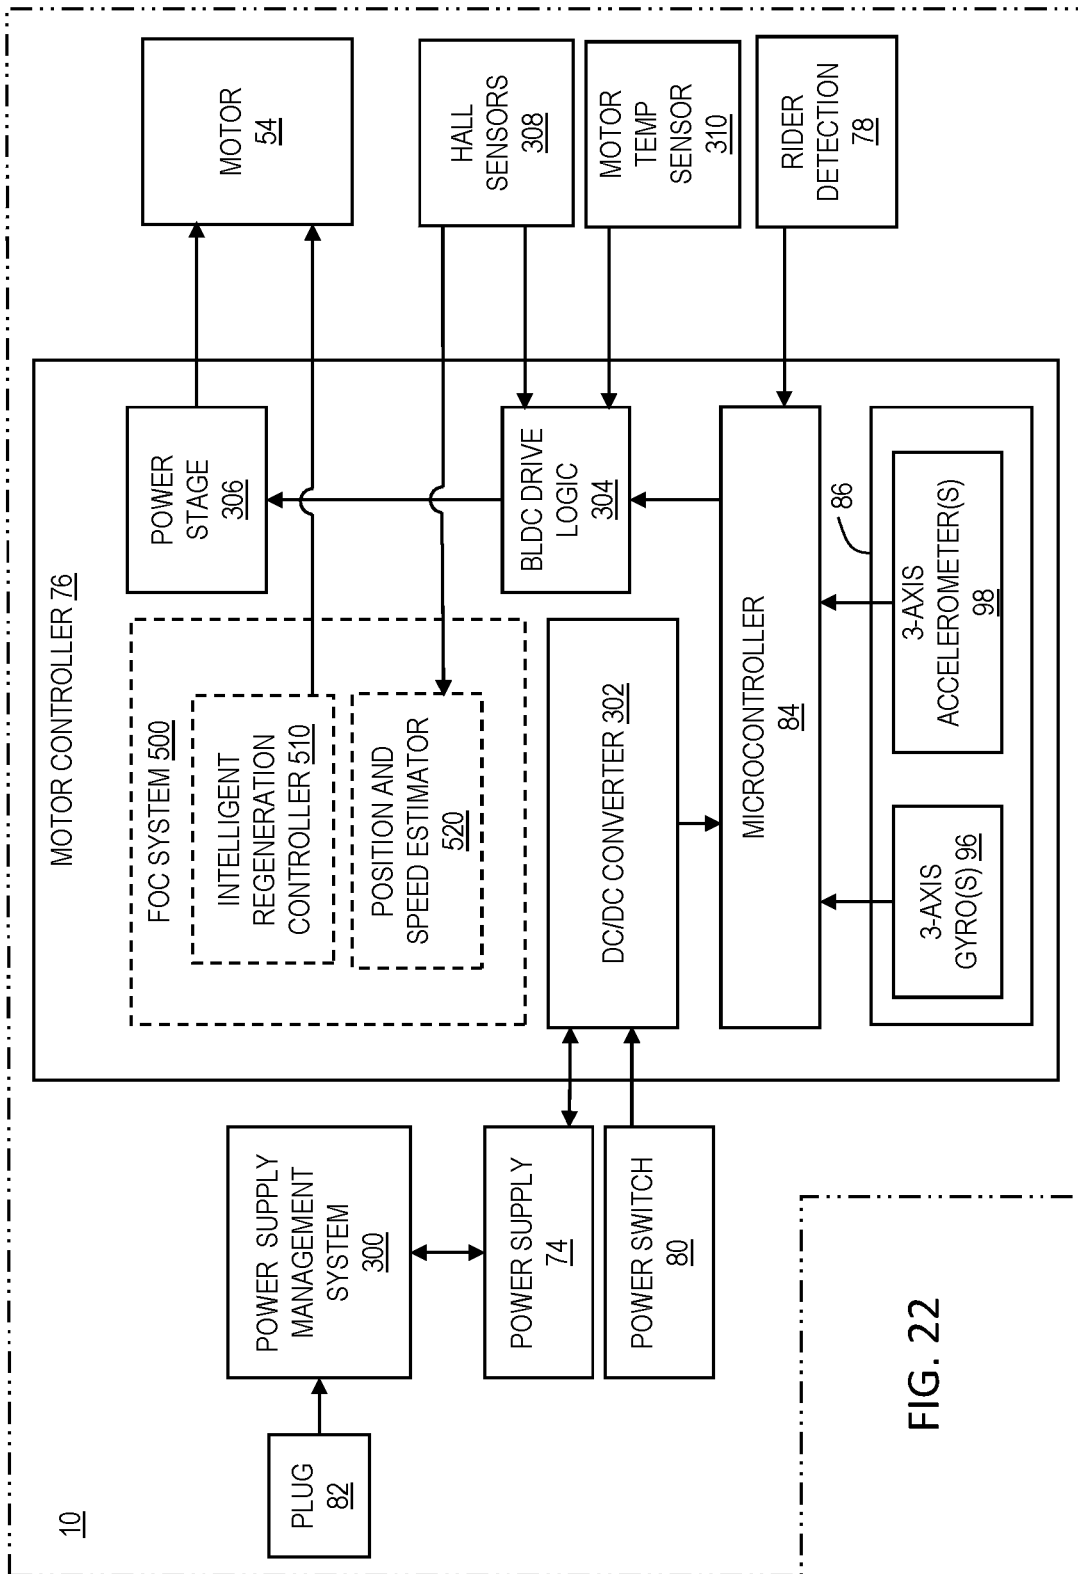 10
PLUG
82
POWER SUPPLY
MANAGEMENT
SYSTEM
300
POWER SUPPLY
74
POWER SWITCH
80
MOTOR CONTROLLER 76
FOC SYSTEM 500
INTELLIGENT
REGENERATION
CONTROLLER 510
POSITION AND
SPEED ESTIMATOR
520
DC/DC CONVERTER 302
MICROCONTROLLER
84
3-AXIS
GYRO(S) 96
3-AXIS
ACCELEROMETER(S)
98
86
POWER
STAGE
306
BLDC DRIVE
LOGIC
304
MOTOR
54
HALL
SENSORS
308
MOTOR
TEMP
SENSOR
310
RIDER
DETECTION
78
FIG. 22